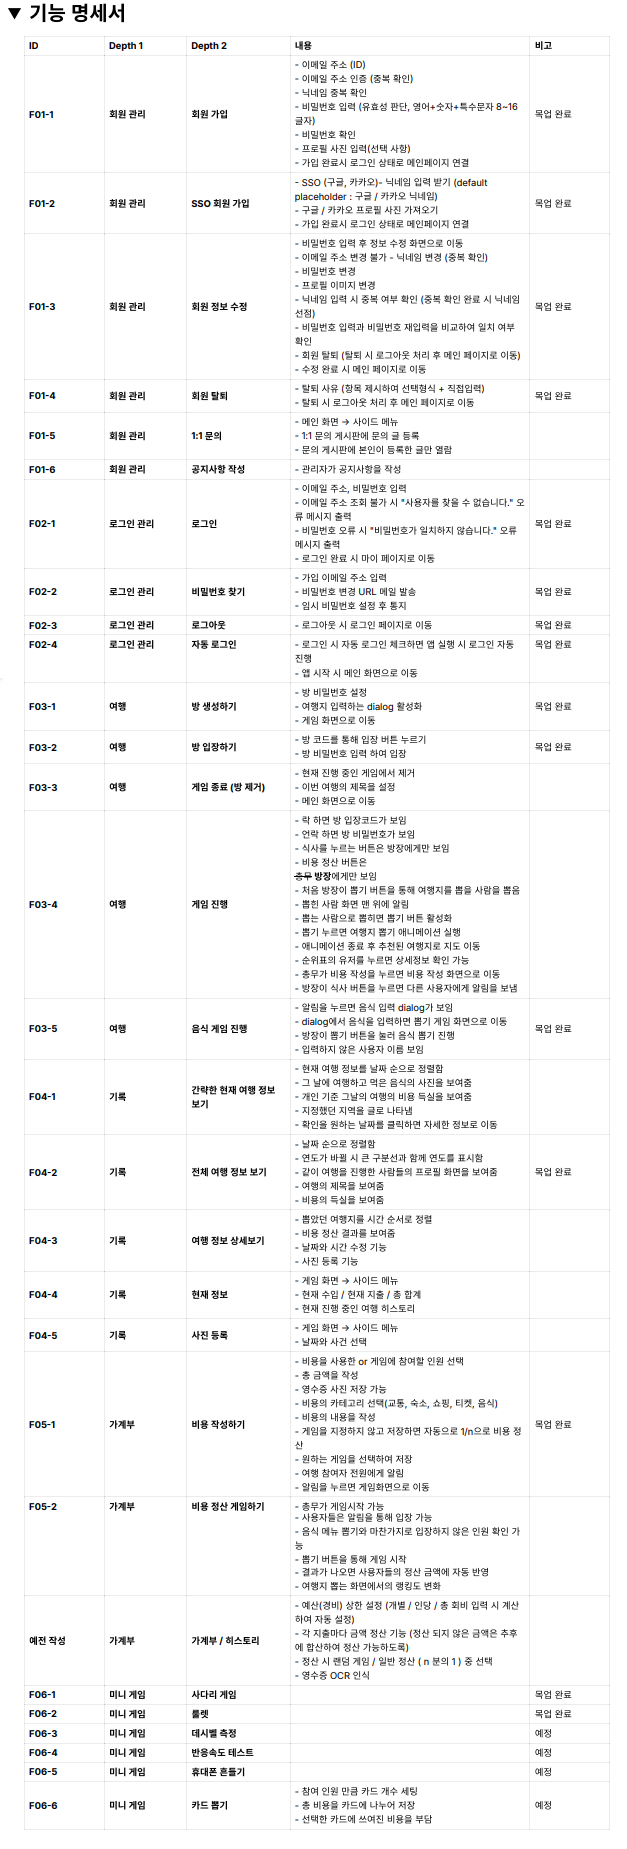 ▼ 기능 명세서
ID Depth 1 Depth 2 내용 비고
- 이메일 주소 (ID)
- 이메일 주소 인증 (중복 확인)
- 닉네임 중복 확인
- 비밀번호 입력 (유효성 판단, 영어+숫자+특수문자 8~16
글자)
F01-1 회원 관리 회원 가입 목업 완료
- 비밀번호 확인
- 프로필 사진 입력(선택 사항)
- 가입 완료시 로그인 상태로 메인페이지 연결
- SSO (구글, 카카오)- 닉네임 입력 받기 (default
placeholder : 구글 / 카카오 닉네임)
F01-2 회원 관리 SSO 회원 가입 목업 완료
- 구글 / 카카오 프로필 사진 가져오기
- 가입 완료시 로그인 상태로 메인페이지 연결
- 비밀번호 입력 후 정보 수정 화면으로 이동
- 이메일 주소 변경 불가 - 닉네임 변경 (중복 확인)
- 비밀번호 변경
- 프로필 이미지 변경
- 닉네임 입력 시 중복 여부 확인 (중복 확인 완료 시 닉네임
F01-3 회원 관리 회원 정보 수정 목업 완료
선점)
- 비밀번호 입력과 비밀번호 재입력을 비교하여 일치 여부
확인
- 회원 탈퇴 (탈퇴 시 로그아웃 처리 후 메인 페이지로 이동)
- 수정 완료 시 메인 페이지로 이동
F01-4 회원 관리 회원 탈퇴 - 탈퇴 사유 (항목 제시하여 선택형식 + 직접입력) 목업 완료
- 탈퇴 시 로그아웃 처리 후 메인 페이지로 이동
- 메인 화면 → 사이드 메뉴
F01-5 회원 관리 1:1 문의 - 1:1 문의 게시판에 문의 글 등록
- 문의 게시판에 본인이 등록한 글만 열람
F01-6 회원 관리 공지사항 작성 - 관리자가 공지사항을 작성
- 이메일 주소, 비밀번호 입력
- 이메일 주소 조회 불가 시 "사용자를 찾을 수 없습니다." 오
류 메시지 출력
F02-1 로그인 관리 로그인 목업 완료
- 비밀번호 오류 시 "비밀번호가 일치하지 않습니다." 오류
메시지 출력
- 로그인 완료 시 마이 페이지로 이동
- 가입 이메일 주소 입력
F02-2 로그인 관리 비밀번호 찾기 - 비밀번호 변경 URL 메일 발송 목업 완료
- 임시 비밀번호 설정 후 통지
F02-3 로그인 관리 로그아웃 - 로그아웃 시 로그인 페이지로 이동 목업 완료
F02-4 로그인 관리 자동 로그인 - 로그인 시 자동 로그인 체크하면 앱 실행 시 로그인 자동 목업 완료
진행
- 앱 시작 시 메인 화면으로 이동
- 방 비밀번호 설정
F03-1 여행 방 생성하기 - 여행지 입력하는 dialog 활성화 목업 완료
- 게임 화면으로 이동
F03-2 여행 방 입장하기 - 방 코드를 통해 입장 버튼 누르기 목업 완료
- 방 비밀번호 입력 하여 입장
- 현재 진행 중인 게임에서 제거
F03-3 여행 게임 종료 (방 제거) - 이번 여행의 제목을 설정
- 메인 화면으로 이동
- 락 하면 방 입장코드가 보임
- 언락 하면 방 비밀번호가 보임
- 식사를 누르는 버튼은 방장에게만 보임
- 비용 정산 버튼은
총무 방장에게만 보임
- 처음 방장이 뽑기 버튼을 통해 여행지를 뽑을 사람을 뽑음
F03-4 여행 게임 진행 - 뽑힌 사람 화면 맨 위에 알림
- 뽑는 사람으로 뽑히면 뽑기 버튼 활성화
- 뽑기 누르면 여행지 뽑기 애니메이션 실행
- 애니메이션 종료 후 추천된 여행지로 지도 이동
- 순위표의 유저를 누르면 상세정보 확인 가능
- 총무가 비용 작성을 누르면 비용 작성 화면으로 이동
- 방장이 식사 버튼을 누르면 다른 사용자에게 알림을 보냄
- 알림을 누르면 음식 입력 dialog가 보임
F03-5 여행 음식 게임 진행 - dialog에서 음식을 입력하면 뽑기 게임 화면으로 이동 목업 완료
- 방장이 뽑기 버튼을 눌러 음식 뽑기 진행
- 입력하지 않은 사용자 이름 보임
- 현재 여행 정보를 날짜 순으로 정렬함
- 그 날에 여행하고 먹은 음식의 사진을 보여줌
F04-1 기록 간략한 현재 여행 정보 보기 - 개인 기준 그날의 여행의 비용 득실을 보여줌
- 지정했던 지역을 글로 나타냄
- 확인을 원하는 날짜를 클릭하면 자세한 정보로 이동
- 날짜 순으로 정렬함
- 연도가 바뀔 시 큰 구분선과 함께 연도를 표시함
F04-2 기록 전체 여행 정보 보기 - 같이 여행을 진행한 사람들의 프로필 화면을 보여줌 목업 완료
- 여행의 제목을 보여줌
- 비용의 득실을 보여줌
- 뽑았던 여행지를 시간 순서로 정렬
F04-3 기록 여행 정보 상세보기 - 비용 정산 결과를 보여줌
- 날짜와 시간 수정 기능
- 사진 등록 기능
- 게임 화면 → 사이드 메뉴
F04-4 기록 현재 정보 - 현재 수입 / 현재 지출 / 총 합계
- 현재 진행 중인 여행 히스토리
F04-5 기록 사진 등록 - 게임 화면 → 사이드 메뉴
- 날짜와 사건 선택
- 비용을 사용한 or 게임에 참여할 인원 선택
- 총 금액을 작성
- 영수증 사진 저장 가능
- 비용의 카테고리 선택(교통, 숙소, 쇼핑, 티켓, 음식)
- 비용의 내용을 작성
F05-1 가계부 비용 작성하기 목업 완료
- 게임을 지정하지 않고 저장하면 자동으로 1/n으로 비용 정
산
- 원하는 게임을 선택하여 저장
- 여행 참여자 전원에게 알림
- 알림을 누르면 게임화면으로 이동
F05-2 가계부 비용 정산 게임하기 - 총무가 게임시작 가능
- 사용자들은 알림을 통해 입장 가능
- 음식 메뉴 뽑기와 마찬가지로 입장하지 않은 인원 확인 가
능
- 뽑기 버튼을 통해 게임 시작
- 결과가 나오면 사용자들의 정산 금액에 자동 반영
- 여행지 뽑는 화면에서의 랭킹도 변화
- 예산(경비) 상한 설정 (개별 / 인당 / 총 회비 입력 시 계산
하여 자동 설정)
- 각 지출마다 금액 정산 기능 (정산 되지 않은 금액은 추후
예전 작성 가계부 가계부 / 히스토리
에 합산하여 정산 가능하도록)
- 정산 시 랜덤 게임 / 일반 정산 ( n 분의 1 ) 중 선택
- 영수증 OCR 인식
F06-1 미니 게임 사다리 게임 목업 완료
F06-2 미니 게임 룰렛 목업 완료
F06-3 미니 게임 데시벨 측정 예정
F06-4 미니 게임 반응속도 테스트 예정
F06-5 미니 게임 휴대폰 흔들기 예정
- 참여 인원 만큼 카드 개수 세팅
F06-6 미니 게임 카드 뽑기 - 총 비용을 카드에 나누어 저장 예정
- 선택한 카드에 쓰여진 비용을 부담